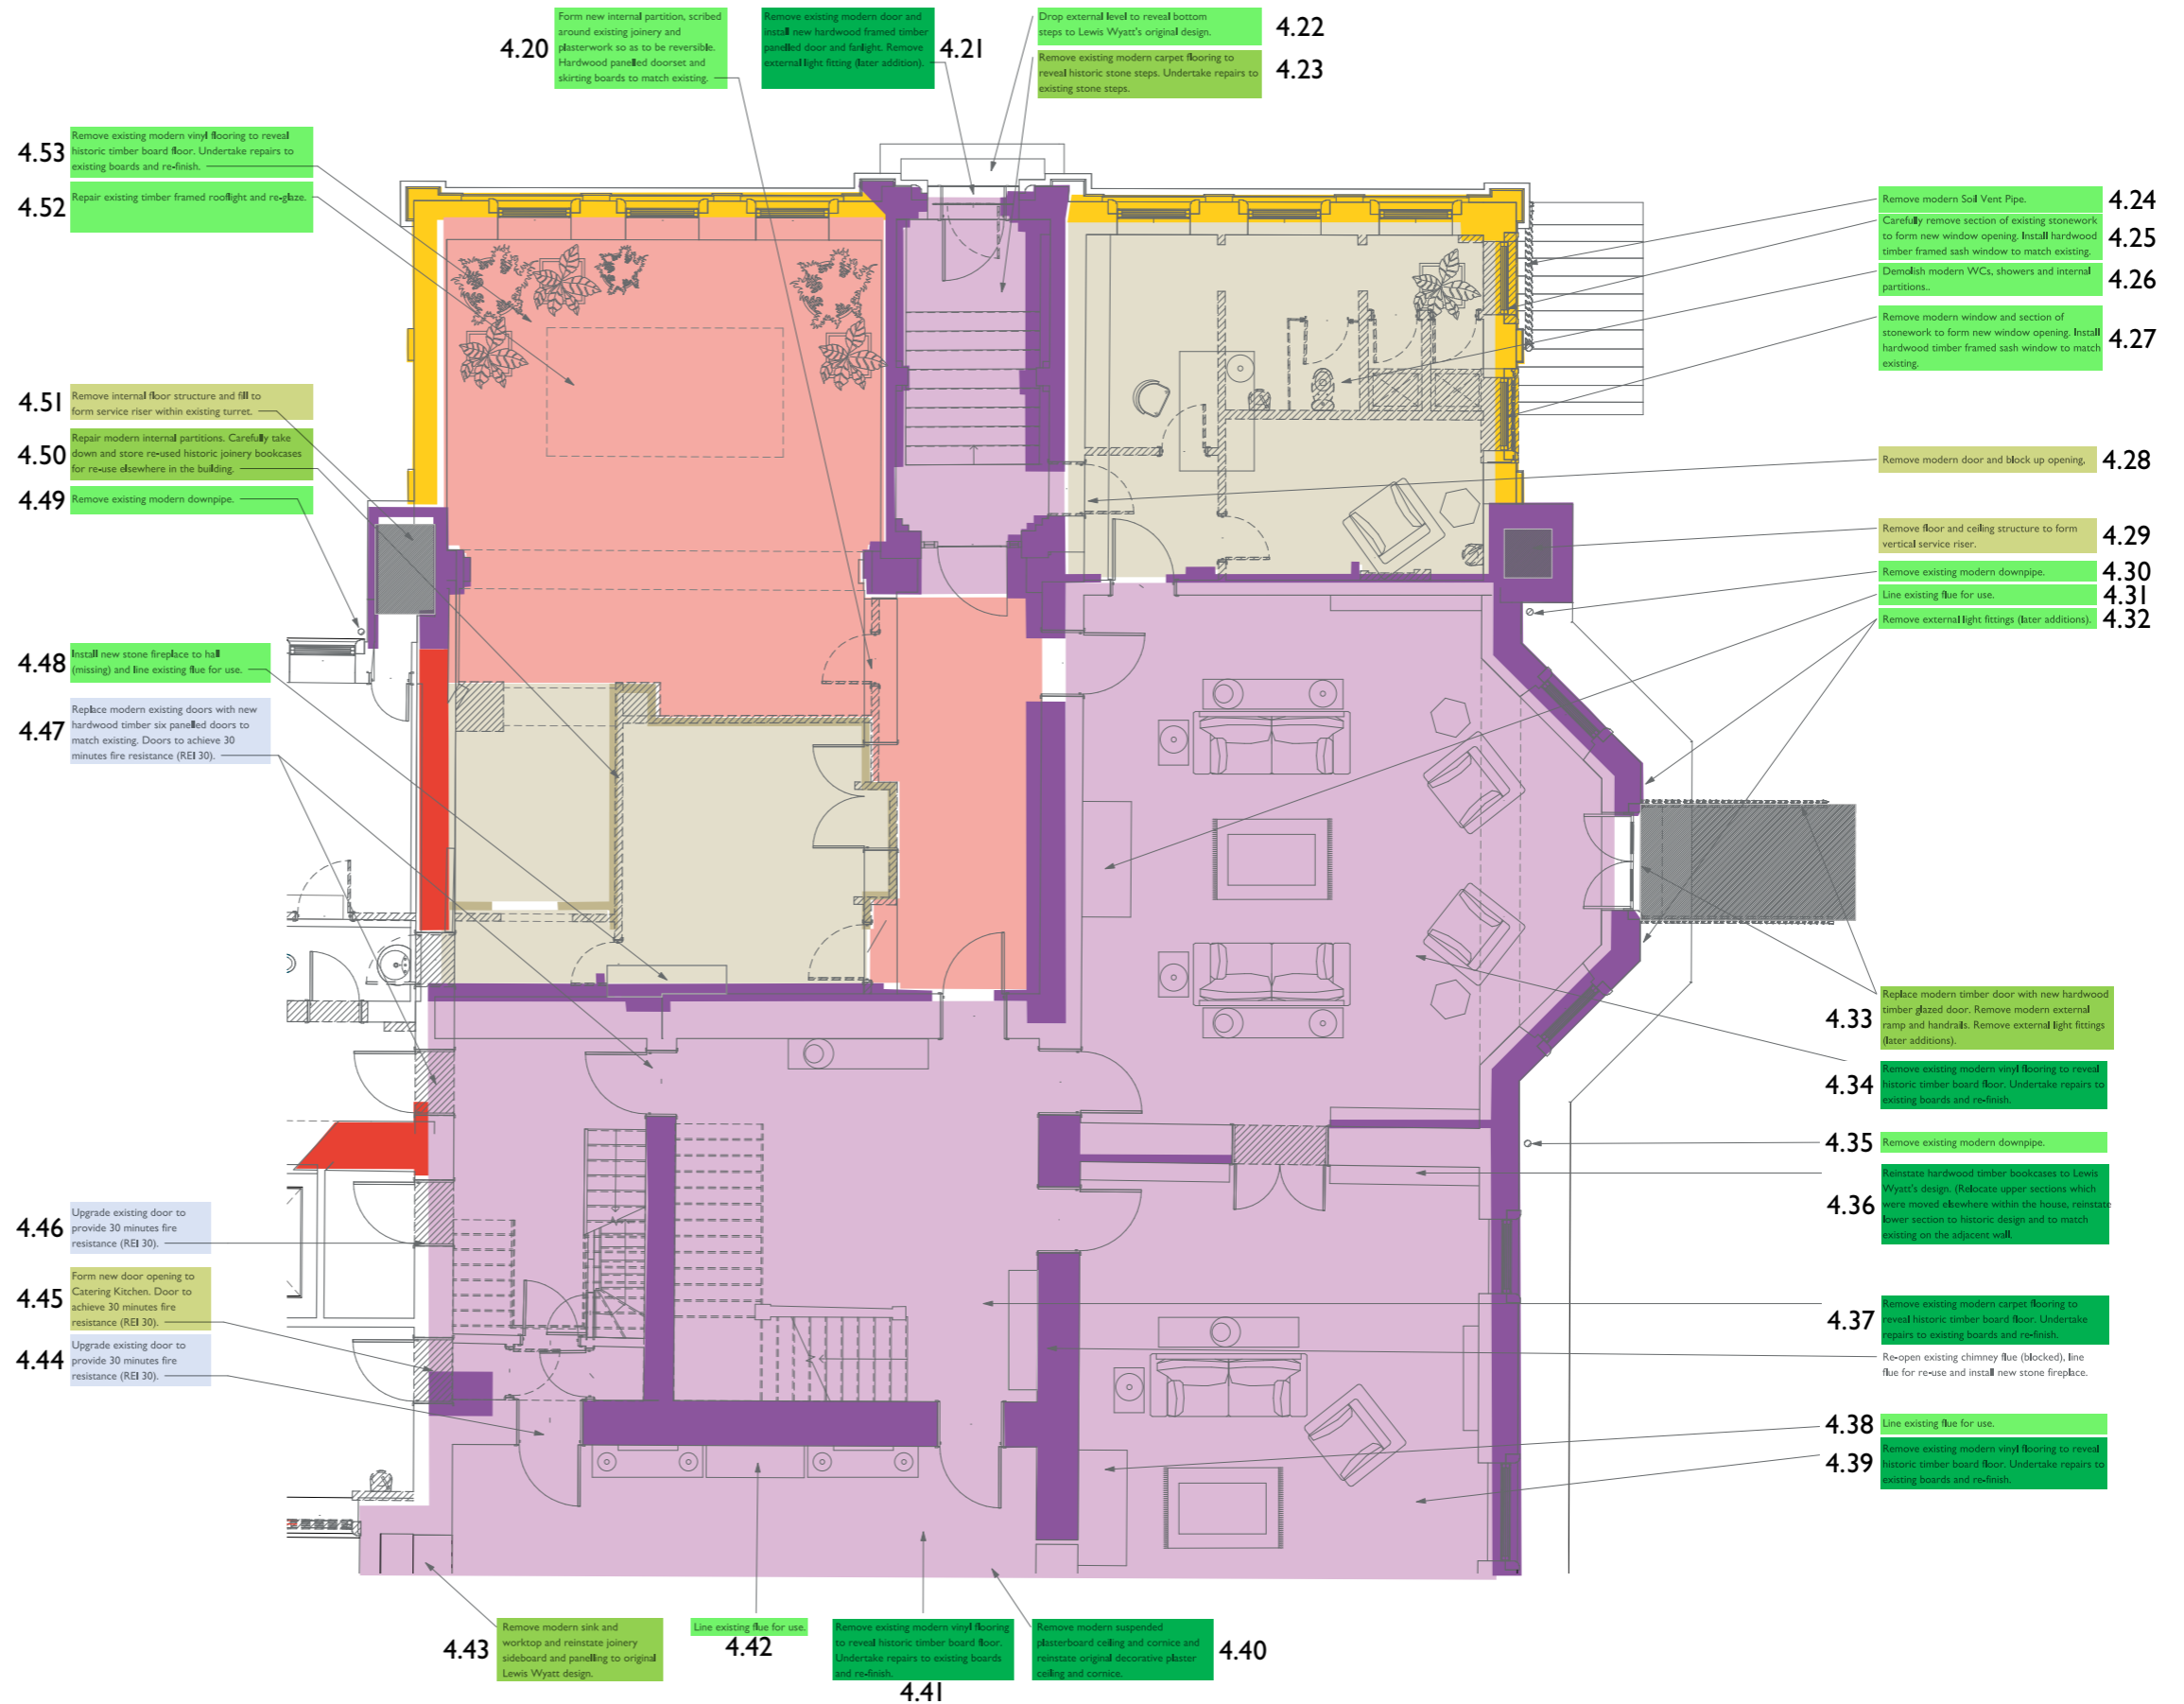 4.20
Form new internal partition, scribed
around existing joinery and
plasterwork so as to be reversible.
Hardwood panelled doorset and
skirting boards to match existing.
Remove existing modern door and
install new hardwood framed timber
panelled door and fanlight. Remove
external light fitting (later addition).
4.21
Drop external level to reveal bottom
steps to Lewis Wyatt's original design.
4.22
Remove existing modern carpet flooring to
reveal historic stone steps. Undertake repairs to
existing stone steps.
4.23
4.53
Remove existing modern vinyl flooring to reveal
historic timber board floor. Undertake repairs to
existing boards and re-finish.
4.52
Repair existing timber framed rooflight and re-glaze.
4.51
Remove internal floor structure and fill to
form service riser within existing turret.
4.50
Repair modern internal partitions. Carefully take
down and store re-used historic joinery bookcases
for re-use elsewhere in the building.
4.49
Remove existing modern downpipe.
4.48
Install new stone fireplace to hall
(missing) and line existing flue for use.
4.47
Replace modern existing doors with new
hardwood timber six panelled doors to
match existing. Doors to achieve 30
minutes fire resistance (REI 30).
4.46
Upgrade existing door to
provide 30 minutes fire
resistance (REI 30).
4.45
Form new door opening to
Catering Kitchen. Door to
achieve 30 minutes fire
resistance (REI 30).
4.44
Upgrade existing door to
provide 30 minutes fire
resistance (REI 30).
Remove modern Soil Vent Pipe.
4.24
Carefully remove section of existing stonework
to form new window opening. Install hardwood
timber framed sash window to match existing.
4.25
Demolish modern WCs, showers and internal
partitions..
4.26
Remove modern window and section of
stonework to form new window opening. Install
hardwood timber framed sash window to match
existing.
4.27
Remove modern door and block up opening.
4.28
Remove floor and ceiling structure to form
vertical service riser.
4.29
Remove existing modern downpipe.
4.30
Line existing flue for use.
4.31
Remove external light fittings (later additions).
4.32
4.33
Replace modern timber door with new hardwood
timber glazed door. Remove modern external
ramp and handrails. Remove external light fittings
(later additions).
4.34
Remove existing modern vinyl flooring to reveal
historic timber board floor. Undertake repairs to
existing boards and re-finish.
4.35
Remove existing modern downpipe.
4.36
Reinstate hardwood timber bookcases to Lewis
Wyatt's design. (Relocate upper sections which
were moved elsewhere within the house, reinstate
lower section to historic design and to match
existing on the adjacent wall.
4.37
Remove existing modern carpet flooring to
reveal historic timber board floor. Undertake
repairs to existing boards and re-finish.
Re-open existing chimney flue (blocked), line
flue for re-use and install new stone fireplace.
4.38
Line existing flue for use.
4.39
Remove existing modern vinyl flooring to reveal
historic timber board floor. Undertake repairs to
existing boards and re-finish.
4.43
Remove modern sink and
worktop and reinstate joinery
sideboard and panelling to original
Lewis Wyatt design.
Line existing flue for use.
4.42
Remove existing modern vinyl flooring
to reveal historic timber board floor.
Undertake repairs to existing boards
and re-finish.
4.41
Remove modern suspended
plasterboard ceiling and cornice and
reinstate original decorative plaster
ceiling and cornice.
4.40